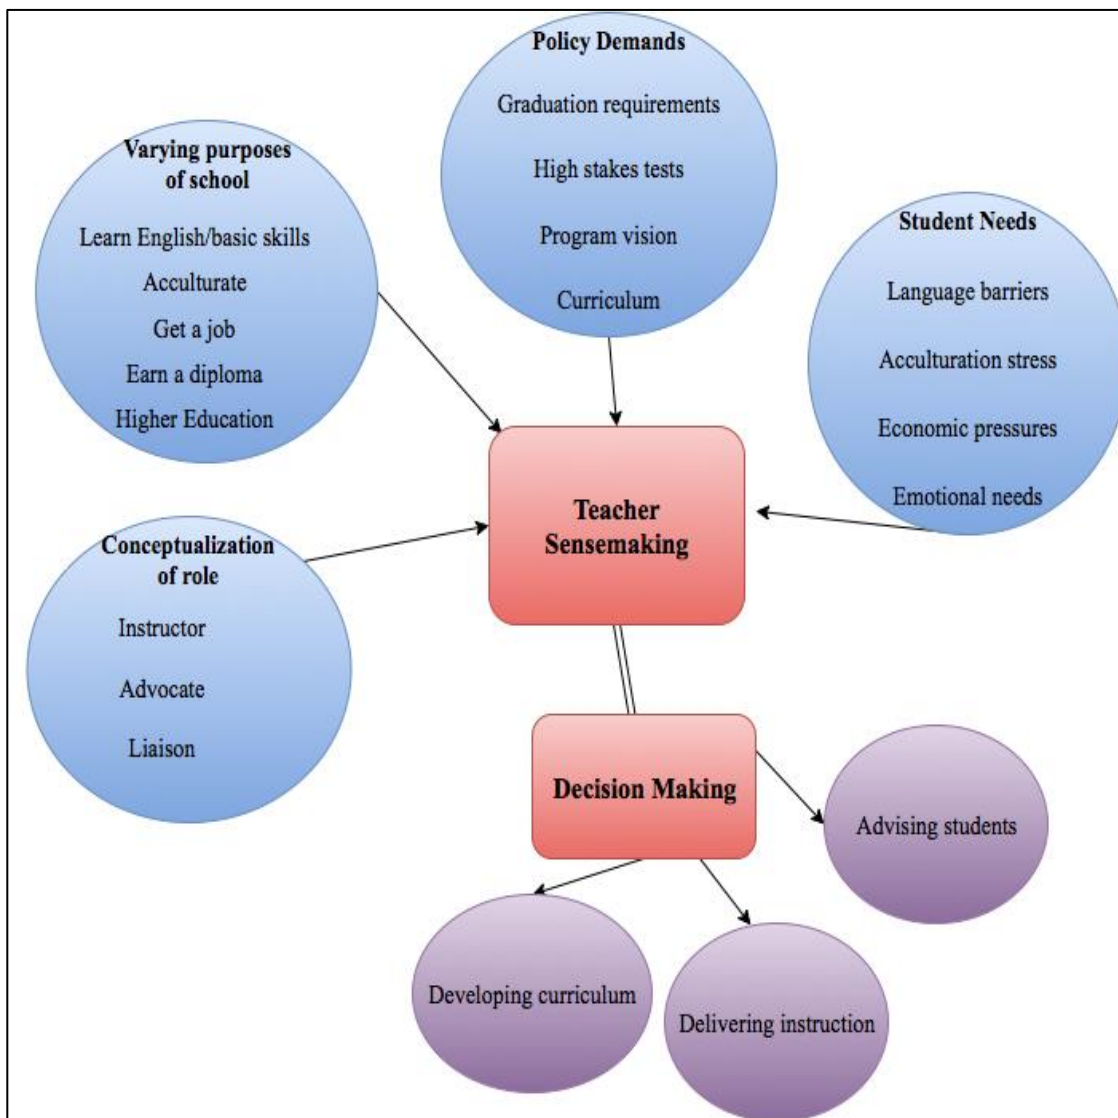 Policy Demands
Graduation requirements
High stakes tests
Program vision
Curriculum
Varying purposes
of school
Learn English/basic skills
Acculturate
Get a job
Earn a diploma
Higher Education
Student Needs
Language barriers
Acculturation stress
Economic pressures
Emotional needs
Conceptualization
of role
Instructor
Advocate
Liaison
Teacher
Sensemaking
Decision Making
Advising students
Developing curriculum
Delivering instruction